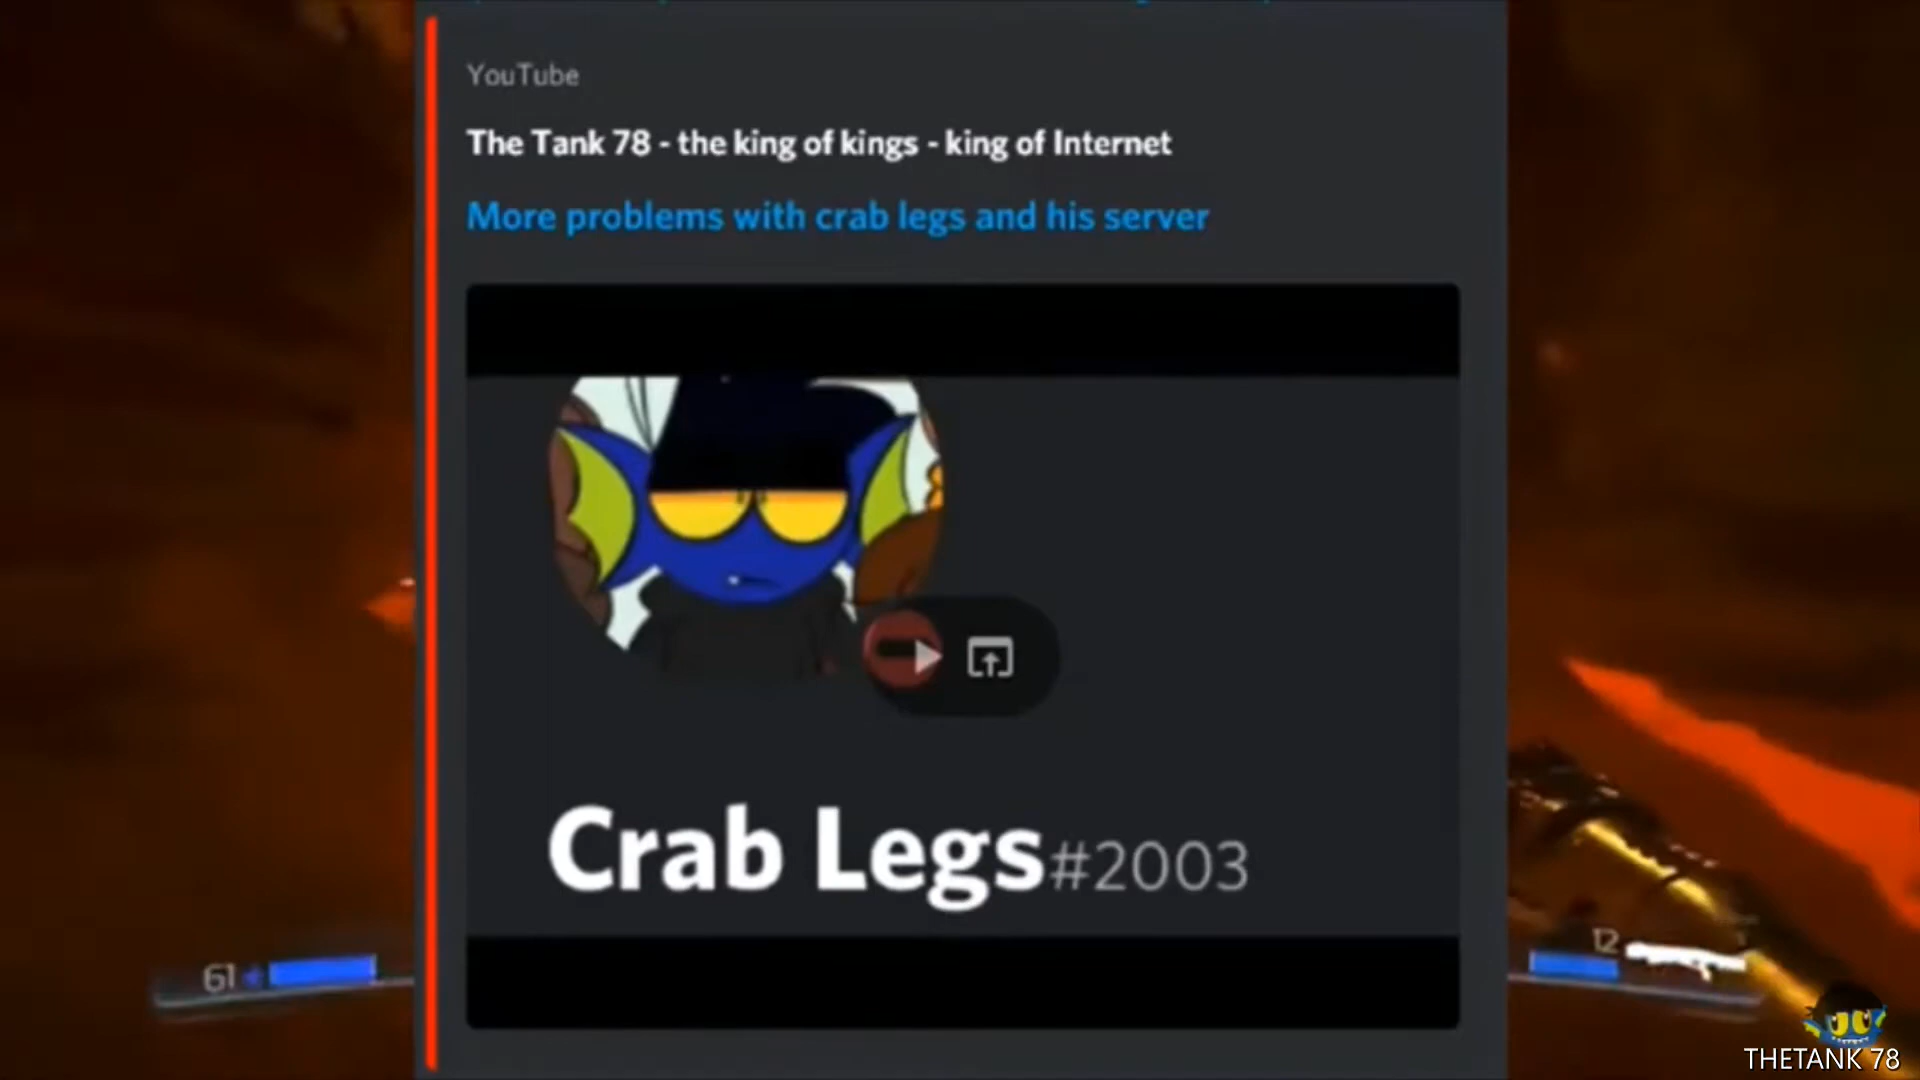 YouTube
The Tank 78 - the king of kings - king of Internet
More problems with crab legs and his server
Crab Legs#2003
61
12
THETANK 78